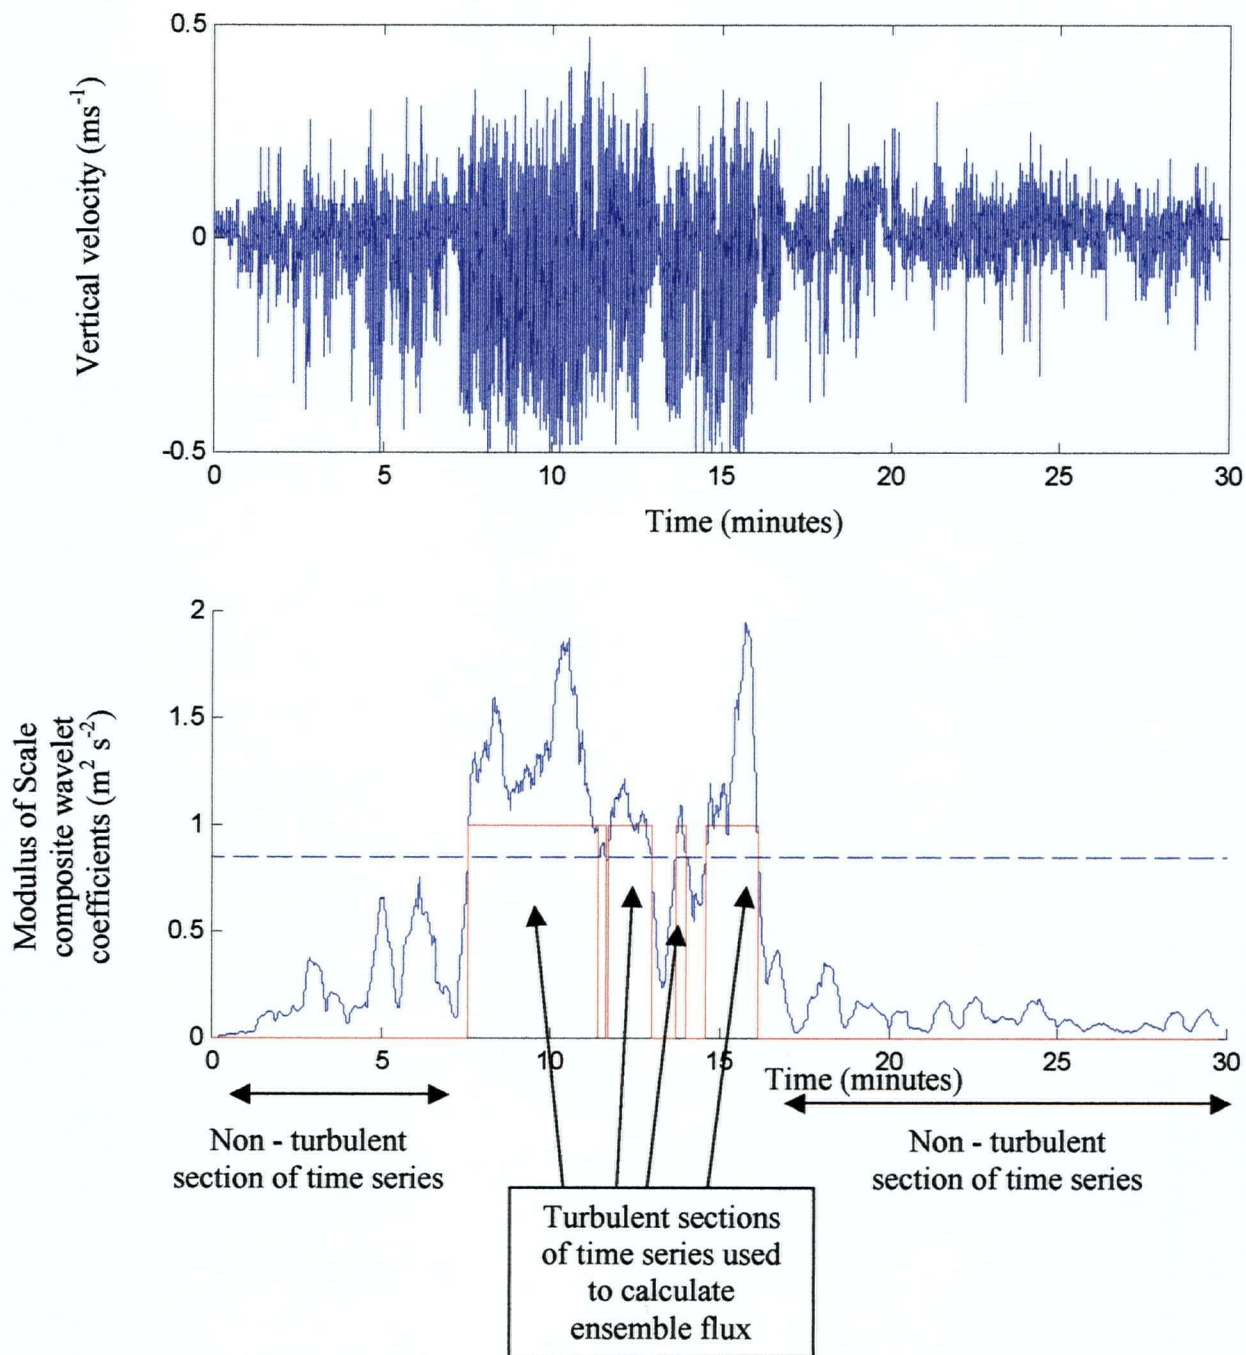 0.5
0
-0.5
Vertical velocity (ms-1)
0
5
10
15
20
25
30
Time (minutes)
2
1.5
1
0.5
0
Modulus of Scale
composite wavelet
coefficients (m2 s-2)
0
5
10
15
20
25
30
Time (minutes)
Non - turbulent
section of time series
Non - turbulent
section of time series
Turbulent sections
of time series used
to calculate
ensemble flux